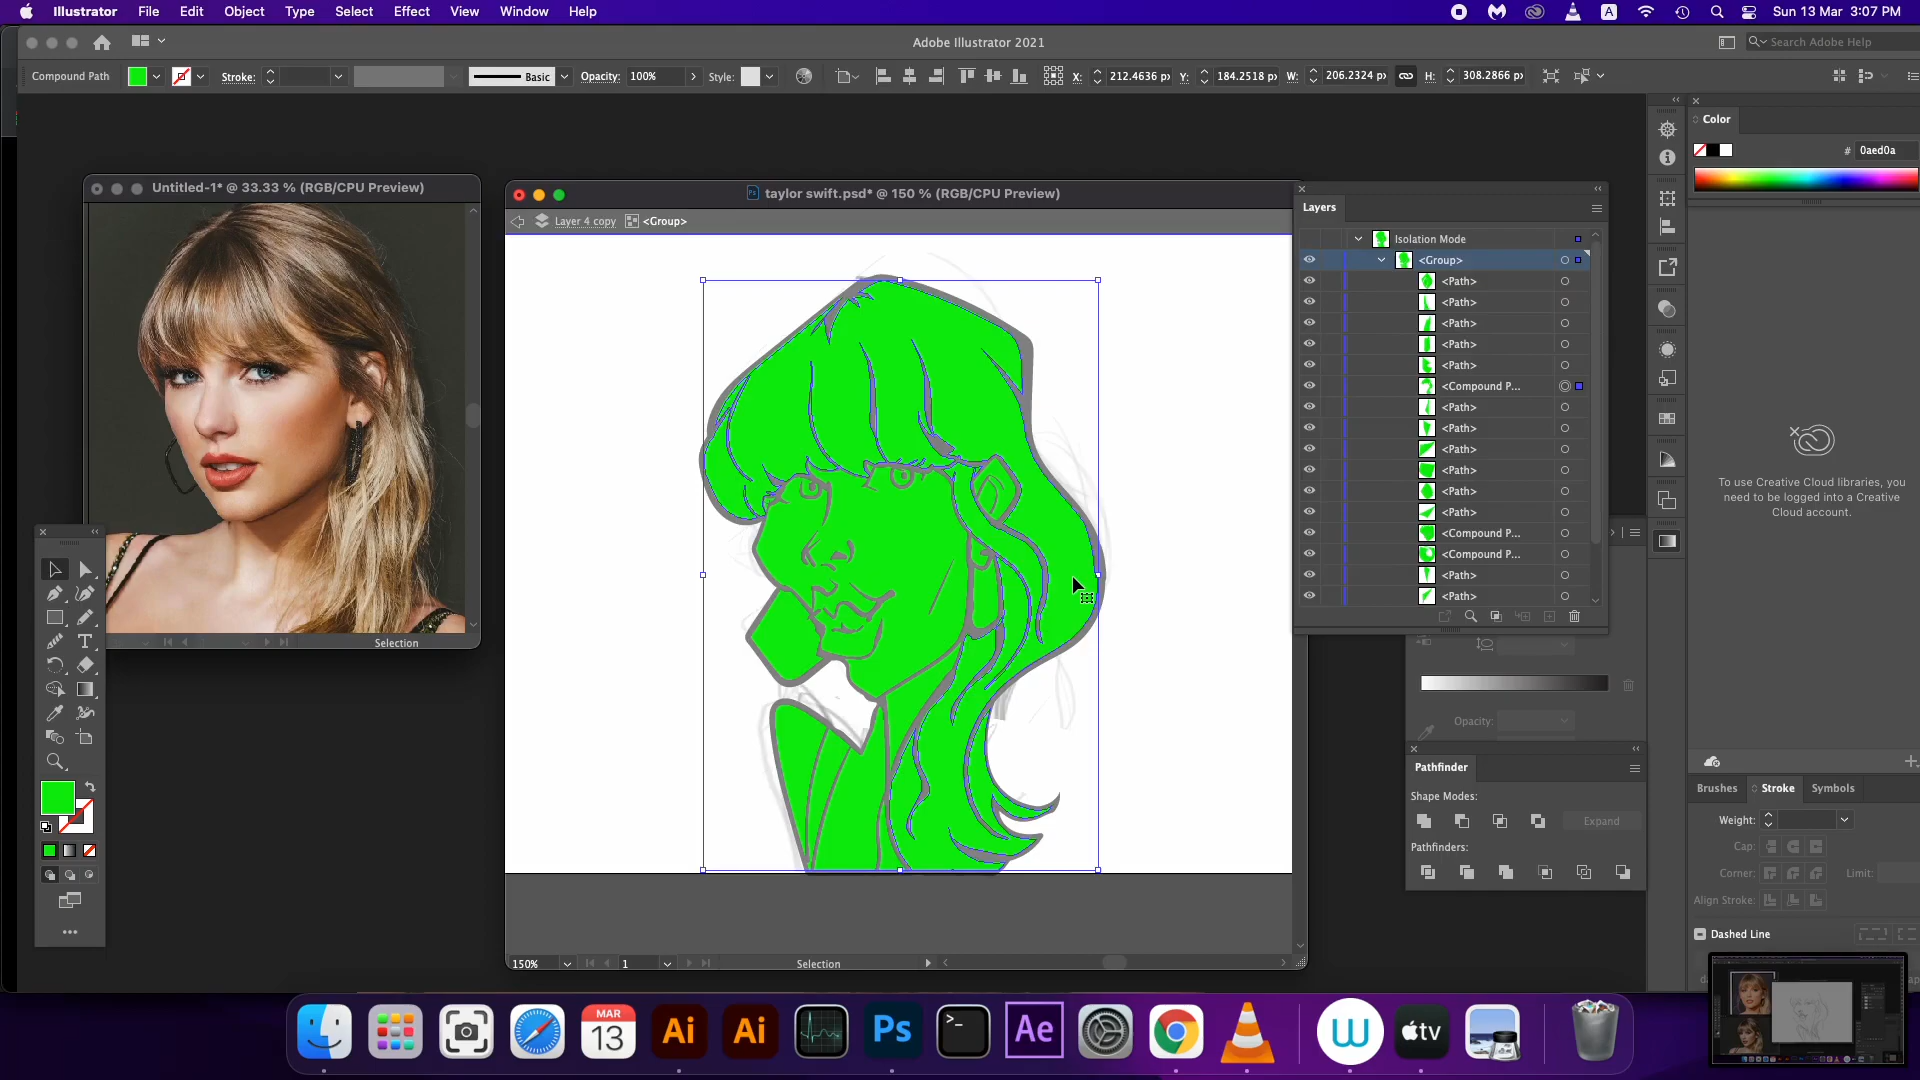 Illustrator File Edit Object Type Select Effect View Window Help A Sun 13 Mar 3:07 PM
Adobe Illustrator 2021 Search Adobe Help
Compound Path Stroke: Basic Opacity: 100% Style: X: 212.4636 px Y: 184.2518 px W: 206.2324 px H: 308.2866 px
Color
# 0aed0a
Untitled-1* @ 33.33 % (RGB/CPU Preview)
taylor swift.psd* @ 150 % (RGB/CPU Preview)
Layer 4 copy <Group>
Layers
Isolation Mode
<Group>
<Path>
<Path>
<Path>
<Path>
<Path>
<Compound P...
<Path>
<Path>
<Path>
<Path>
<Path>
<Path>
<Compound P...
<Compound P...
<Path>
<Path>
To use Creative Cloud libraries, you
need to be logged into a Creative
Cloud account.
Selection
Opacity:
Pathfinder
Shape Modes:
Expand
Pathfinders:
Brushes Stroke Symbols
Weight:
Cap:
Corner: Limit:
Align Stroke:
Dashed Line
150% 1 Selection
MAR
13
Ai
Ai
Ps
>_
Ae
W
tv